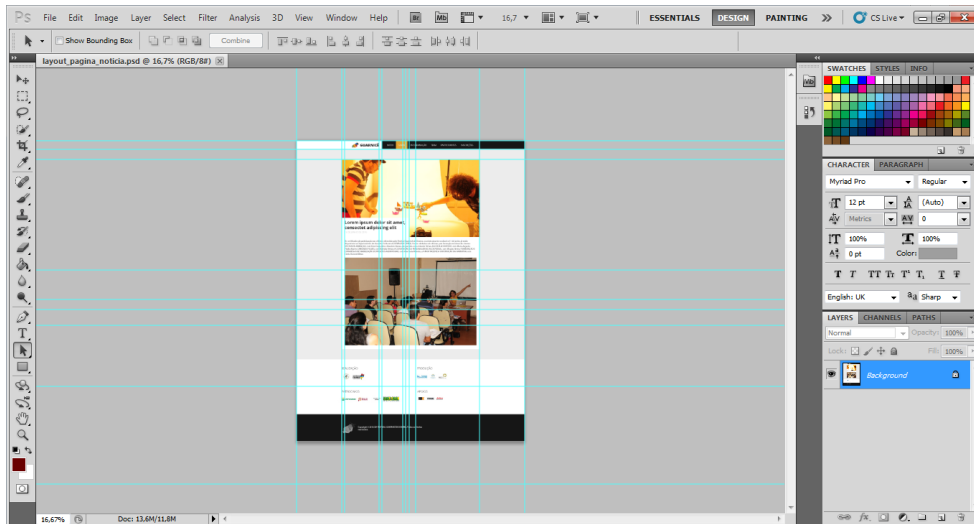 Ps File Edit Image Layer Select Filter Analysis 3D View Window Help Br Mb 16,7 ESSENTIALS DESIGN PAINTING CS Live
Show Bounding Box Combine
layout_pagina_noticia.psd @ 16,7% (RGB/8#)
Mb
SWATCHES STYLES INFO
CHARACTER PARAGRAPH
Myriad Pro Regular
12 pt (Auto)
Metrics 0
100% 100%
0 pt Color:
English: UK Sharp
LAYERS CHANNELS PATHS
Normal Opacity: 100%
Lock: Fill: 100%
Background
Lorem ipsum dolor sit amet,
consectet adipiscing elit
16,67% Doc: 13,6M/11,8M